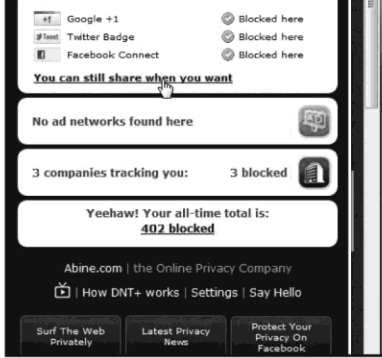 +1 Google +1 Blocked here
Tweet Twitter Badge Blocked here
Facebook Connect Blocked here
You can still share when you want
No ad networks found here
AD
3 companies tracking you: 3 blocked
Yeehaw! Your all-time total is:
402 blocked
Abine.com | the Online Privacy Company
| How DNT+ works | Settings | Say Hello
Surf The Web
Privately
Latest Privacy
News
Protect Your
Privacy On
Facebook